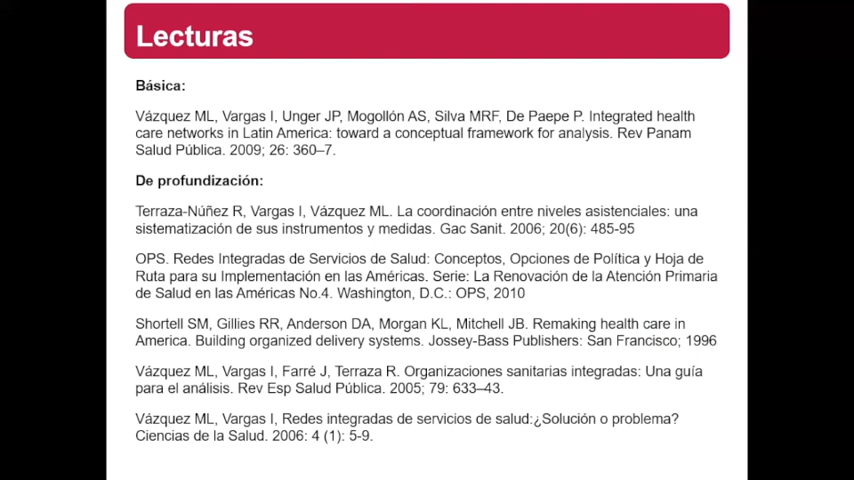 Lecturas
Básica:
Vázquez ML, Vargas I, Unger JP, Mogollón AS, Silva MRF, De Paepe P. Integrated health
care networks in Latin America: toward a conceptual framework for analysis. Rev Panam
Salud Pública. 2009; 26: 360–7.
De profundización:
Terraza-Núñez R, Vargas I, Vázquez ML. La coordinación entre niveles asistenciales: una
sistematización de sus instrumentos y medidas. Gac Sanit. 2006; 20(6): 485-95
OPS. Redes Integradas de Servicios de Salud: Conceptos, Opciones de Política y Hoja de
Ruta para su Implementación en las Américas. Serie: La Renovación de la Atención Primaria
de Salud en las Américas No.4. Washington, D.C.: OPS, 2010
Shortell SM, Gillies RR, Anderson DA, Morgan KL, Mitchell JB. Remaking health care in
America. Building organized delivery systems. Jossey-Bass Publishers: San Francisco; 1996
Vázquez ML, Vargas I, Farré J, Terraza R. Organizaciones sanitarias integradas: Una guía
para el análisis. Rev Esp Salud Pública. 2005; 79: 633–43.
Vázquez ML, Vargas I, Redes integradas de servicios de salud:¿Solución o problema?
Ciencias de la Salud. 2006: 4 (1): 5-9.